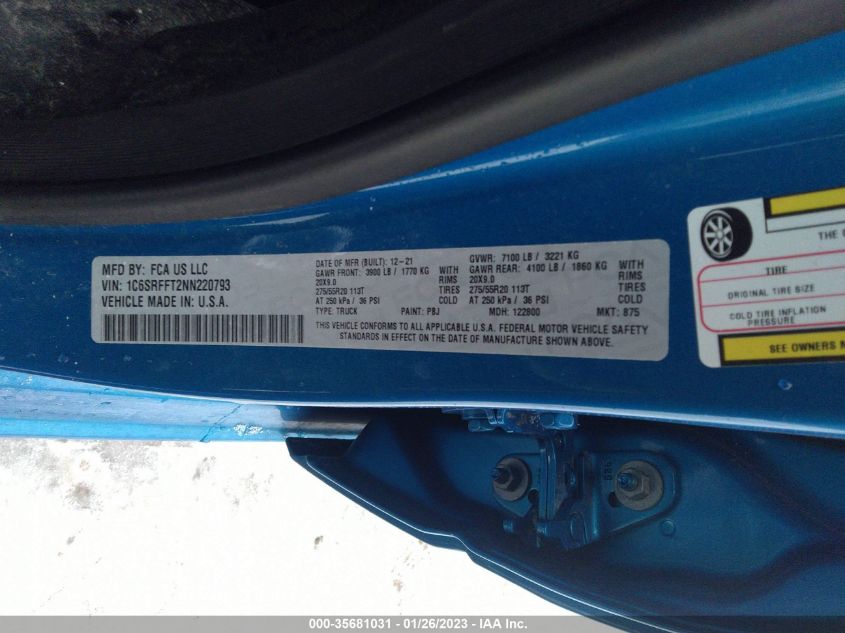 MFD BY: FCA US LLC
VIN: 1C6SRFFT2NN220793
VEHICLE MADE IN U.S.A.
DATE OF MFR (BUILT): 12-21 GVWR: 7100 LB / 3221 KG
GAWR FRONT: 3900 LB / 1770 KG WITH GAWR REAR: 4100 LB / 1860 KG WITH
20X9.0 RIMS 20X9.0 RIMS
275/55R20 113T TIRES 275/55R20 113T TIRES
AT 250 kPa / 36 PSI COLD AT 250 kPa / 36 PSI COLD
TYPE: TRUCK PAINT: PBJ MDH: 122800 MKT: 875
THIS VEHICLE CONFORMS TO ALL APPLICABLE U.S.A. FEDERAL MOTOR VEHICLE SAFETY
STANDARDS IN EFFECT ON THE DATE OF MANUFACTURE SHOWN ABOVE.
THE
TIRE
ORIGINAL TIRE SIZE
COLD TIRE INFLATION
PRESSURE
SEE OWNERS
000-35681031 - 01/26/2023 - IAA Inc.